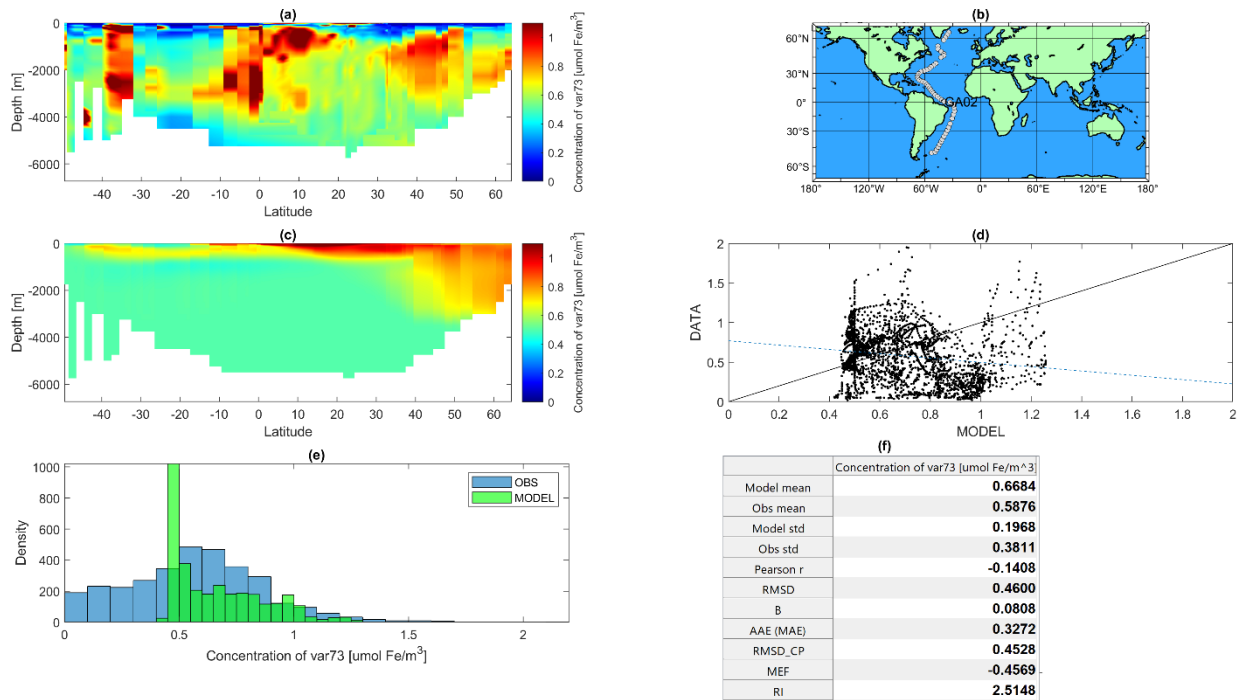 (a)
0
-2000
-4000
-6000
Depth [m]
-40 -30 -20 -10 0 10 20 30 40 50 60
Latitude
1
0.8
0.6
0.4
0.2
0
Concentration of var73 [umol Fe/m³]
(b)
60°N
30°N
0°
30°S
60°S
GA02
180° 120°W 60°W 0° 60°E 120°E 180°
(c)
0
-2000
-4000
-6000
Depth [m]
-40 -30 -20 -10 0 10 20 30 40 50 60
Latitude
1
0.8
0.6
0.4
0.2
0
Concentration of var73 [umol Fe/m³]
(d)
2
1.5
1
0.5
0
DATA
0 0.2 0.4 0.6 0.8 1 1.2 1.4 1.6 1.8 2
MODEL
(e)
1000
800
600
400
200
0
Density
OBS
MODEL
0 0.5 1 1.5 2
Concentration of var73 [umol Fe/m³]
(f)
Concentration of var73 [umol Fe/m^3]
Model mean 0.6684
Obs mean 0.5876
Model std 0.1968
Obs std 0.3811
Pearson r -0.1408
RMSD 0.4600
B 0.0808
AAE (MAE) 0.3272
RMSD_CP 0.4528
MEF -0.4569
RI 2.5148